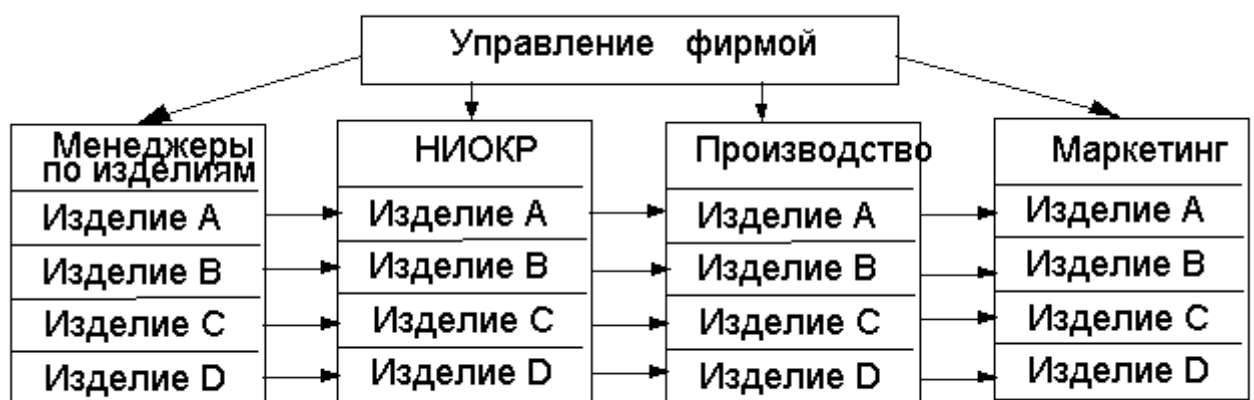 Управление фирмой
Менеджеры
по изделиям
НИОКР
Производство
Маркетинг
Изделие A
Изделие A
Изделие A
Изделие A
Изделие B
Изделие B
Изделие B
Изделие B
Изделие C
Изделие C
Изделие C
Изделие C
Изделие D
Изделие D
Изделие D
Изделие D